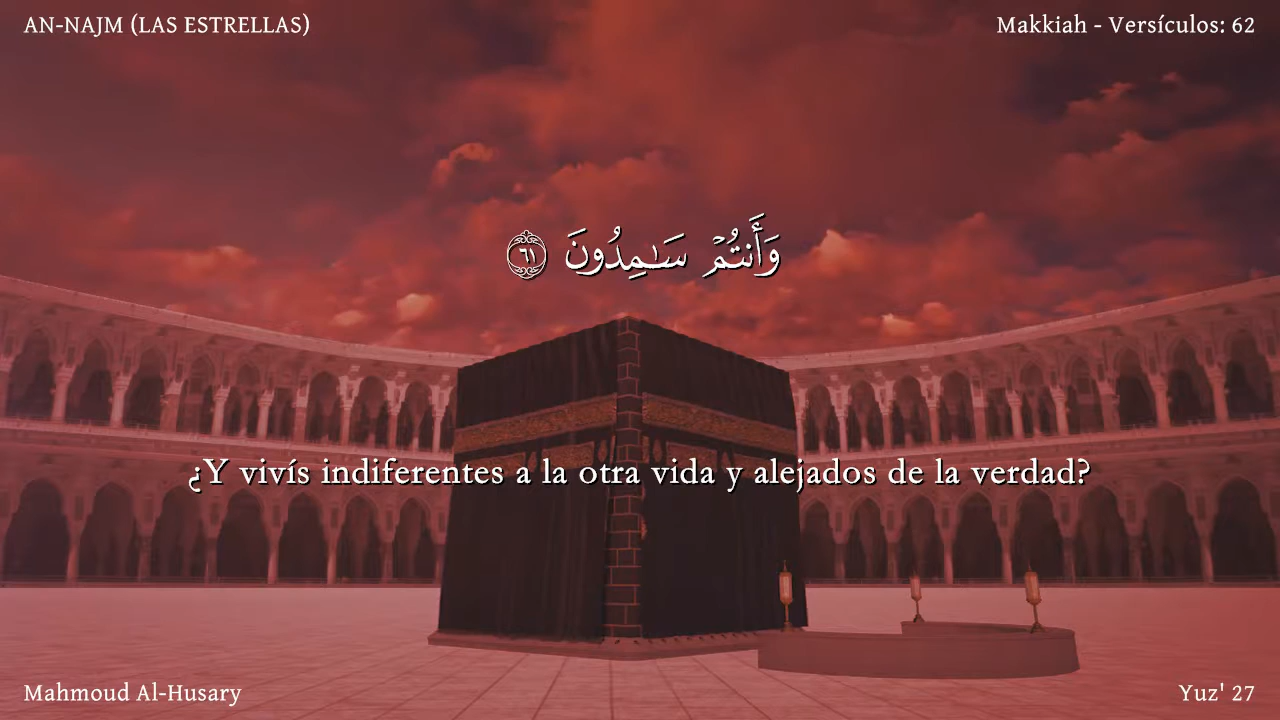 AN-NAJM (LAS ESTRELLAS)
Makkiah - Versículos: 62
وَأَنتُمْ سَـٰمِدُونَ ٦١
¿Y vivís indiferentes a la otra vida y alejados de la verdad?
Mahmoud Al-Husary
Yuz' 27